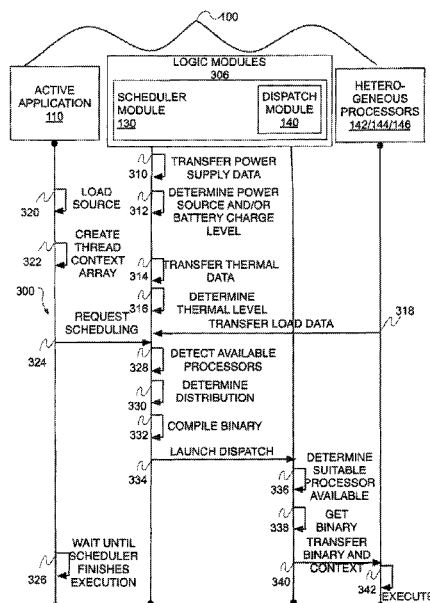 100
LOGIC MODULES
306
ACTIVE
APPLICATION
110
SCHEDULER
MODULE
130
DISPATCH
MODULE
140
HETERO-
GENEOUS
PROCESSORS
142/144/146
310
TRANSFER POWER
SUPPLY DATA
320
LOAD
SOURCE
312
DETERMINE POWER
SOURCE AND/OR
BATTERY CHARGE
LEVEL
322
CREATE
THREAD
CONTEXT
ARRAY
314
TRANSFER
THERMAL DATA
300
316
DETERMINE
THERMAL LEVEL
318
REQUEST
SCHEDULING
TRANSFER LOAD DATA
324
328
DETECT AVAILABLE
PROCESSORS
330
DETERMINE
DISTRIBUTION
332
COMPILE BINARY
LAUNCH DISPATCH
334
DETERMINE
SUITABLE
336
PROCESSOR
AVAILABLE
338
GET
BINARY
326
WAIT UNTIL
SCHEDULER
FINISHES
EXECUTION
TRANSFER
BINARY AND
CONTEXT
340
342
EXECUTE